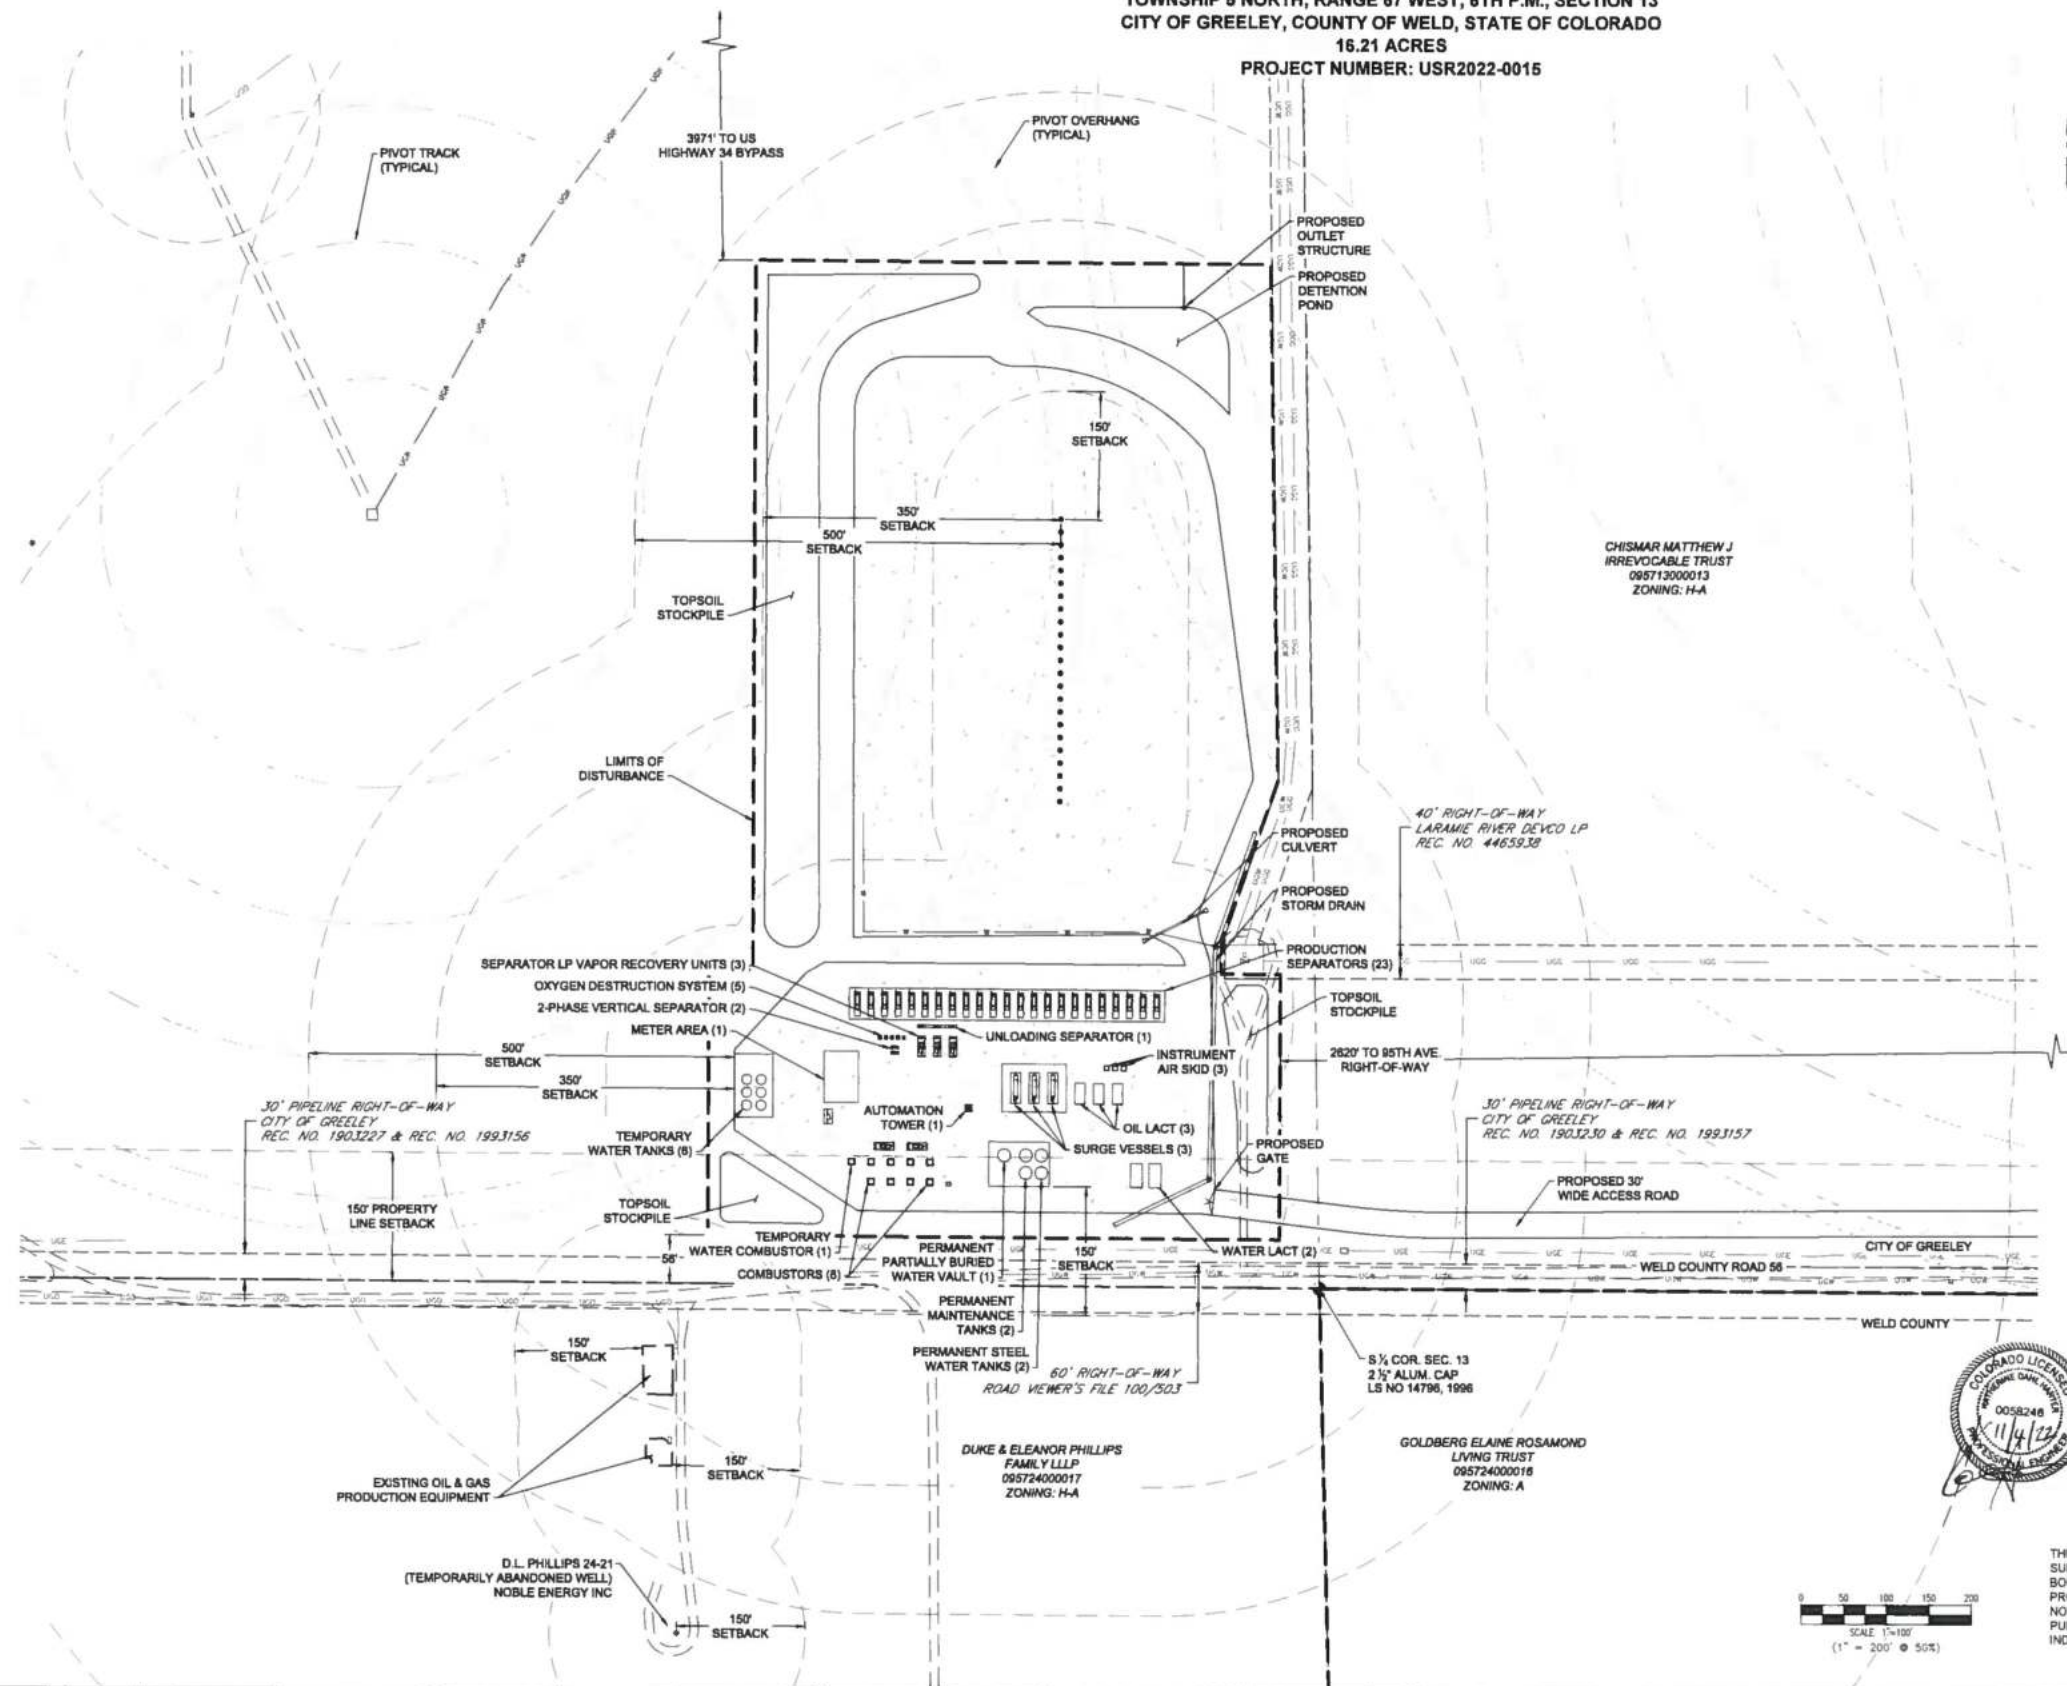 TOWNSHIP 5 NORTH, RANGE 67 WEST, 6TH P.M., SECTION 13
CITY OF GREELEY, COUNTY OF WELD, STATE OF COLORADO
16.21 ACRES
PROJECT NUMBER: USR2022-0015
3971' TO US
HIGHWAY 34 BYPASS
PIVOT OVERHANG
(TYPICAL)
PIVOT TRACK
(TYPICAL)
PROPOSED
OUTLET
STRUCTURE
PROPOSED
DETENTION
POND
150'
SETBACK
350'
SETBACK
500'
SETBACK
CHISMAR MATTHEW J
IRREVOCABLE TRUST
095713000013
ZONING: H-A
TOPSOIL
STOCKPILE
LIMITS OF
DISTURBANCE
40' RIGHT-OF-WAY
LARAMIE RIVER DEVCO LP
REC. NO. 4465938
PROPOSED
CULVERT
PROPOSED
STORM DRAIN
PRODUCTION
SEPARATORS (23)
SEPARATOR LP VAPOR RECOVERY UNITS (3)
OXYGEN DESTRUCTION SYSTEM (5)
2-PHASE VERTICAL SEPARATOR (2)
METER AREA (1)
UNLOADING SEPARATOR (1)
TOPSOIL
STOCKPILE
500'
SETBACK
350'
SETBACK
INSTRUMENT
AIR SKID (3)
2620' TO 95TH AVE.
RIGHT-OF-WAY
30' PIPELINE RIGHT-OF-WAY
CITY OF GREELEY
REC. NO. 1903227 & REC. NO. 1993156
AUTOMATION
TOWER (1)
OIL LACT (3)
SURGE VESSELS (3)
30' PIPELINE RIGHT-OF-WAY
CITY OF GREELEY
REC. NO. 1903230 & REC. NO. 1993157
TEMPORARY
WATER TANKS (6)
PROPOSED
GATE
PROPOSED 30'
WIDE ACCESS ROAD
150' PROPERTY
LINE SETBACK
TOPSOIL
STOCKPILE
56'
TEMPORARY
WATER COMBUSTOR (1)
COMBUSTORS (8)
PERMANENT
PARTIALLY BURIED
WATER VAULT (1)
150'
SETBACK
WATER LACT (2)
CITY OF GREELEY
WELD COUNTY ROAD 56
WELD COUNTY
PERMANENT
MAINTENANCE
TANKS (2)
PERMANENT STEEL
WATER TANKS (2)
60' RIGHT-OF-WAY
ROAD VIEWER'S FILE 100/503
150'
SETBACK
S ¼ COR. SEC. 13
2 ½" ALUM. CAP
LS NO 14796, 1996
DUKE & ELEANOR PHILLIPS
FAMILY LLLP
095724000017
ZONING: H-A
GOLDBERG ELAINE ROSAMOND
LIVING TRUST
095724000016
ZONING: A
150'
SETBACK
EXISTING OIL & GAS
PRODUCTION EQUIPMENT
D.L. PHILLIPS 24-21
(TEMPORARILY ABANDONED WELL)
NOBLE ENERGY INC
150'
SETBACK
COLORADO LICENSED
KATHERINE DAHL HARTER
0058246
11/4/22
PROFESSIONAL ENGINEER
0 50 100 150 200
SCALE 1"=100'
(1" = 200' @ 50%)